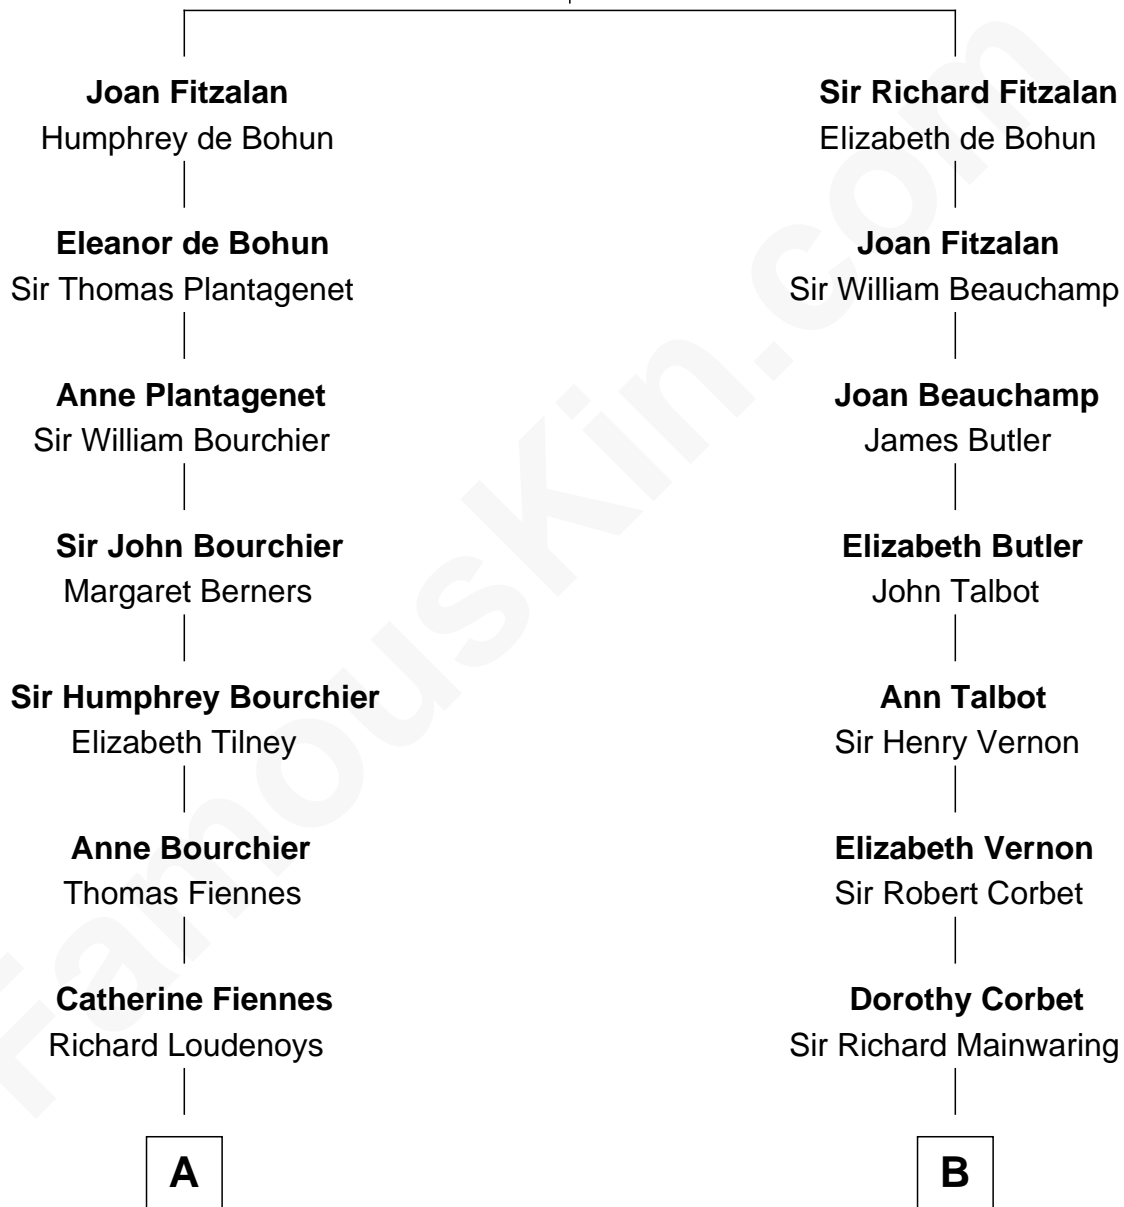 Joan Fitzalan
Humphrey de Bohun
Eleanor de Bohun
Sir Thomas Plantagenet
Anne Plantagenet
Sir William Bourchier
Sir John Bourchier
Margaret Berners
Sir Humphrey Bourchier
Elizabeth Tilney
Anne Bourchier
Thomas Fiennes
Catherine Fiennes
Richard Loudenoys
A
Sir Richard Fitzalan
Elizabeth de Bohun
Joan Fitzalan
Sir William Beauchamp
Joan Beauchamp
James Butler
Elizabeth Butler
John Talbot
Ann Talbot
Sir Henry Vernon
Elizabeth Vernon
Sir Robert Corbet
Dorothy Corbet
Sir Richard Mainwaring
B
FamousKin.com